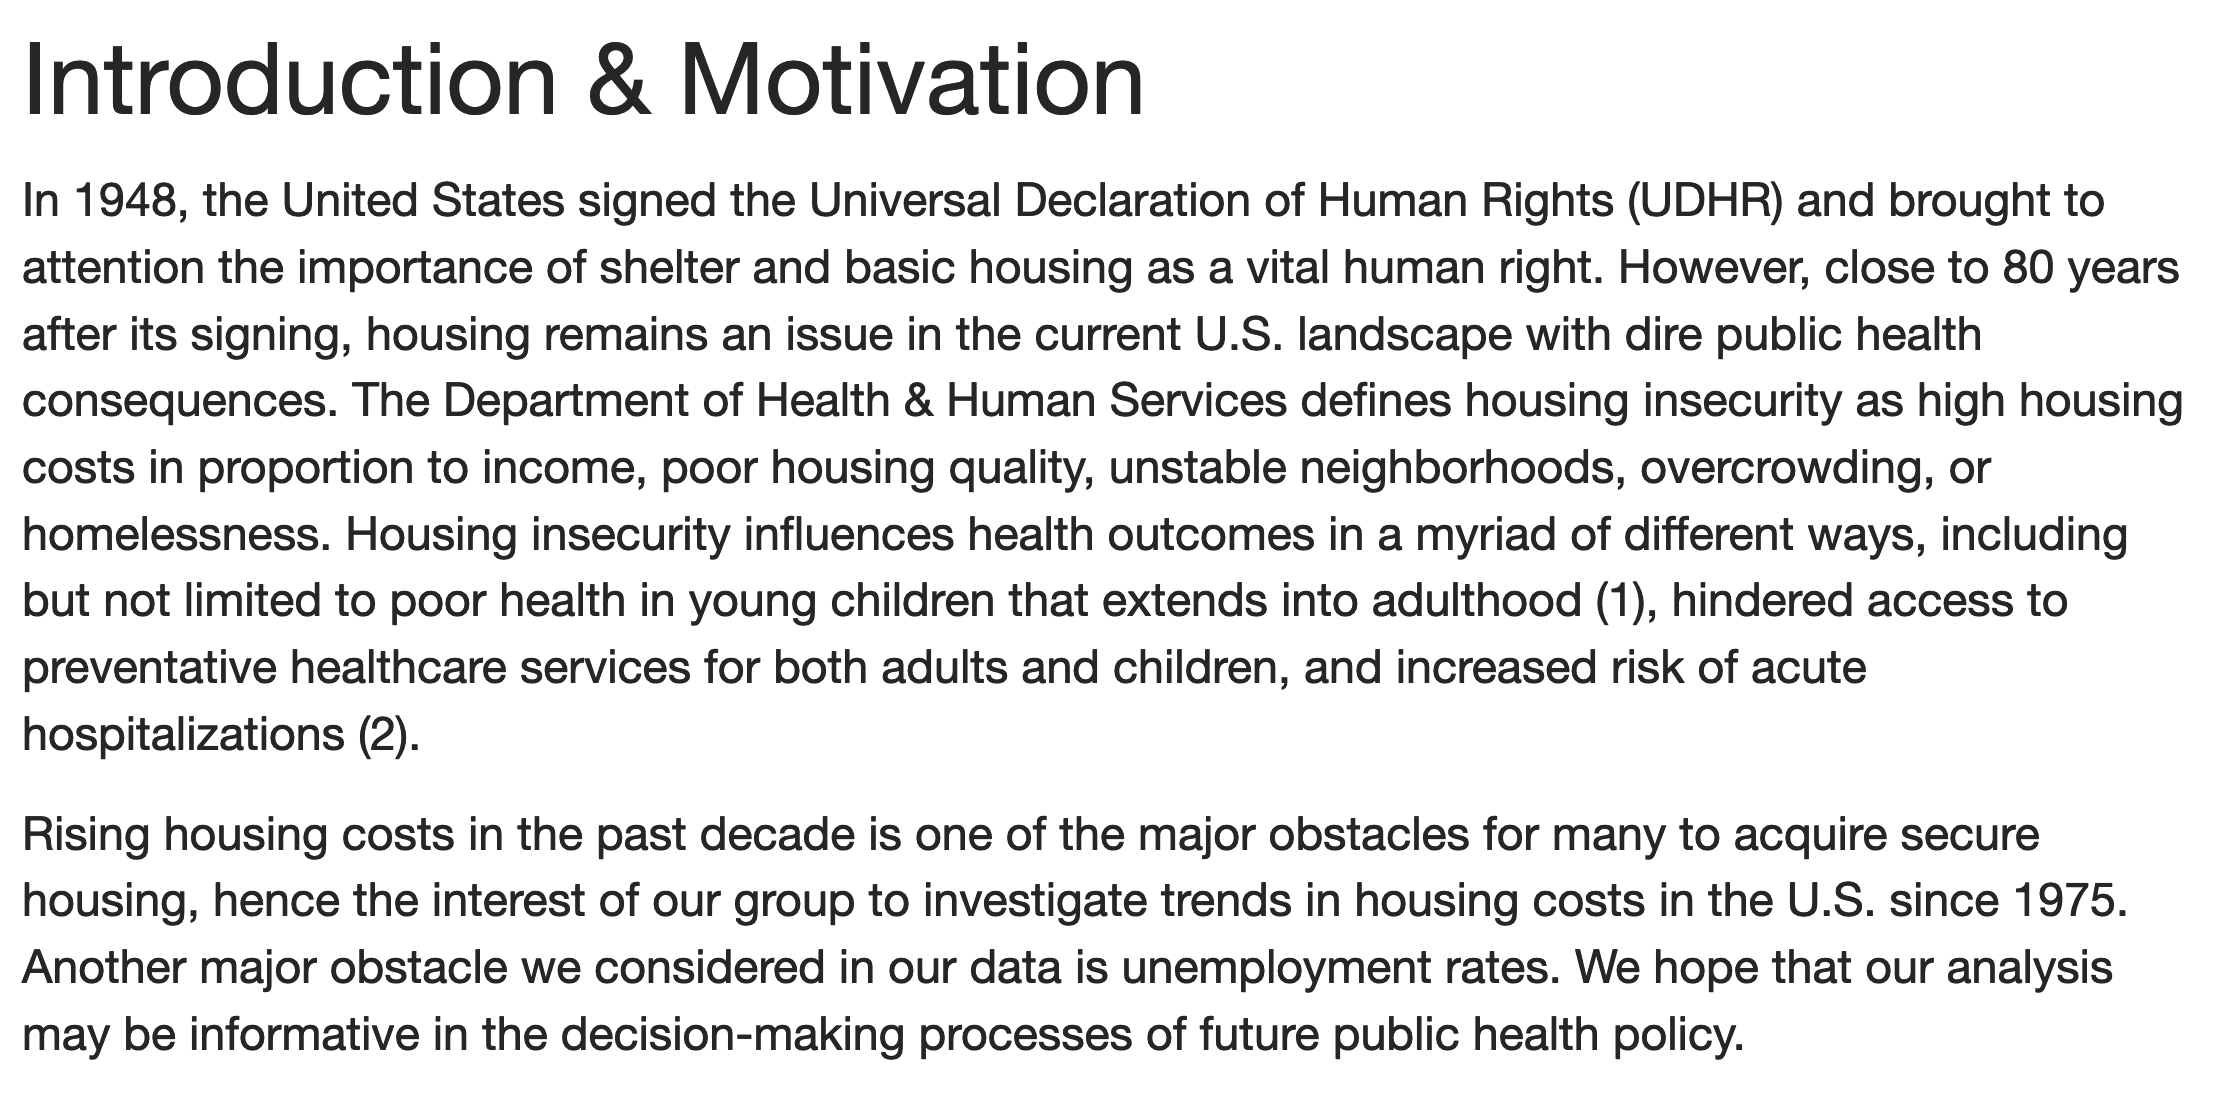 Introduction & Motivation
In 1948, the United States signed the Universal Declaration of Human Rights (UDHR) and brought to
attention the importance of shelter and basic housing as a vital human right. However, close to 80 years
after its signing, housing remains an issue in the current U.S. landscape with dire public health
consequences. The Department of Health & Human Services defines housing insecurity as high housing
costs in proportion to income, poor housing quality, unstable neighborhoods, overcrowding, or
homelessness. Housing insecurity influences health outcomes in a myriad of different ways, including
but not limited to poor health in young children that extends into adulthood (1), hindered access to
preventative healthcare services for both adults and children, and increased risk of acute
hospitalizations (2).
Rising housing costs in the past decade is one of the major obstacles for many to acquire secure
housing, hence the interest of our group to investigate trends in housing costs in the U.S. since 1975.
Another major obstacle we considered in our data is unemployment rates. We hope that our analysis
may be informative in the decision-making processes of future public health policy.